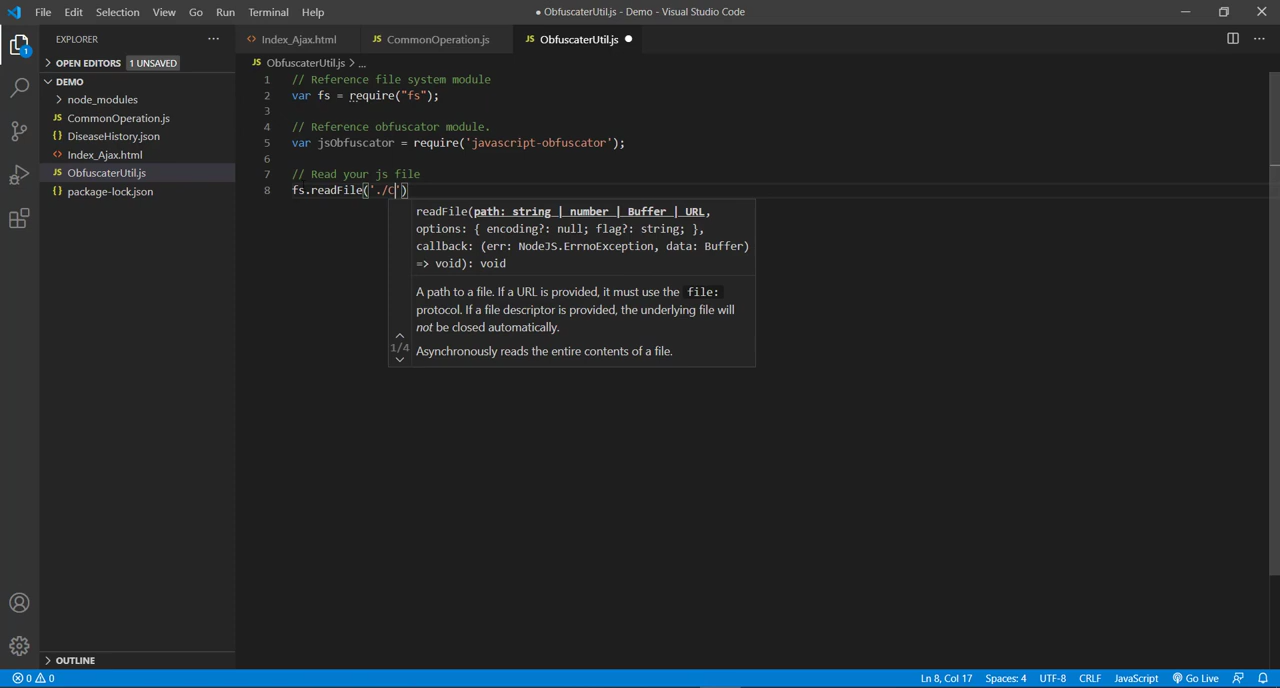 File Edit Selection View Go Run Terminal Help
● ObfuscaterUtil.js - Demo - Visual Studio Code
EXPLORER
OPEN EDITORS 1 UNSAVED
DEMO
node_modules
JS CommonOperation.js
{} DiseaseHistory.json
<> Index_Ajax.html
JS ObfuscaterUtil.js
{} package-lock.json
OUTLINE
1
<> Index_Ajax.html
JS CommonOperation.js
JS ObfuscaterUtil.js ●
JS ObfuscaterUtil.js > ...
1 // Reference file system module
2 var fs = require("fs");
3
4 // Reference obfuscator module.
5 var jsObfuscator = require('javascript-obfuscator');
6
7 // Read your js file
8 fs.readFile('./C')
readFile(path: string | number | Buffer | URL,
options: { encoding?: null; flag?: string; },
callback: (err: NodeJS.ErrnoException, data: Buffer)
=> void): void
A path to a file. If a URL is provided, it must use the file:
protocol. If a file descriptor is provided, the underlying file will
not be closed automatically.
1/4
Asynchronously reads the entire contents of a file.
0 0
Ln 8, Col 17 Spaces: 4 UTF-8 CRLF JavaScript Go Live